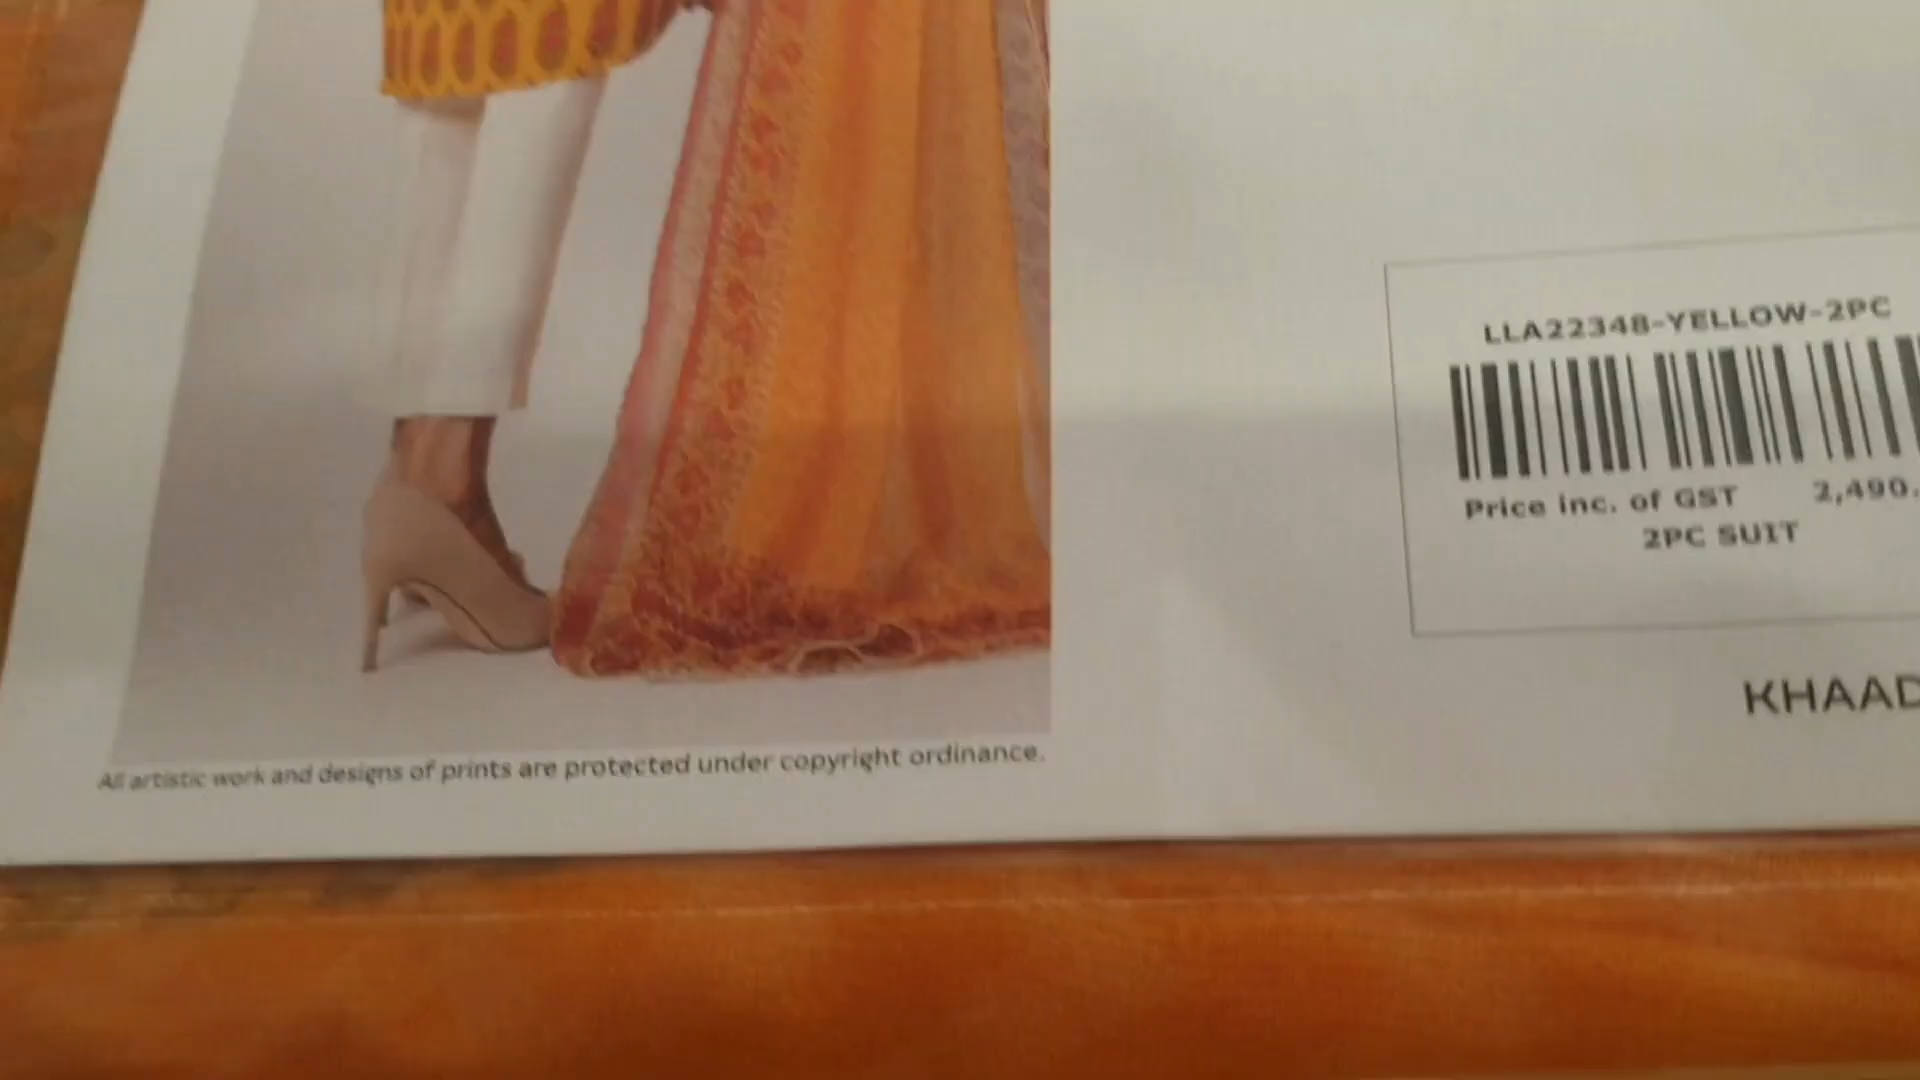 LLA22348-YELLOW-2PC
Price inc. of GST 2,490.
2PC SUIT
KHAAD
All artistic work and designs of prints are protected under copyright ordinance.